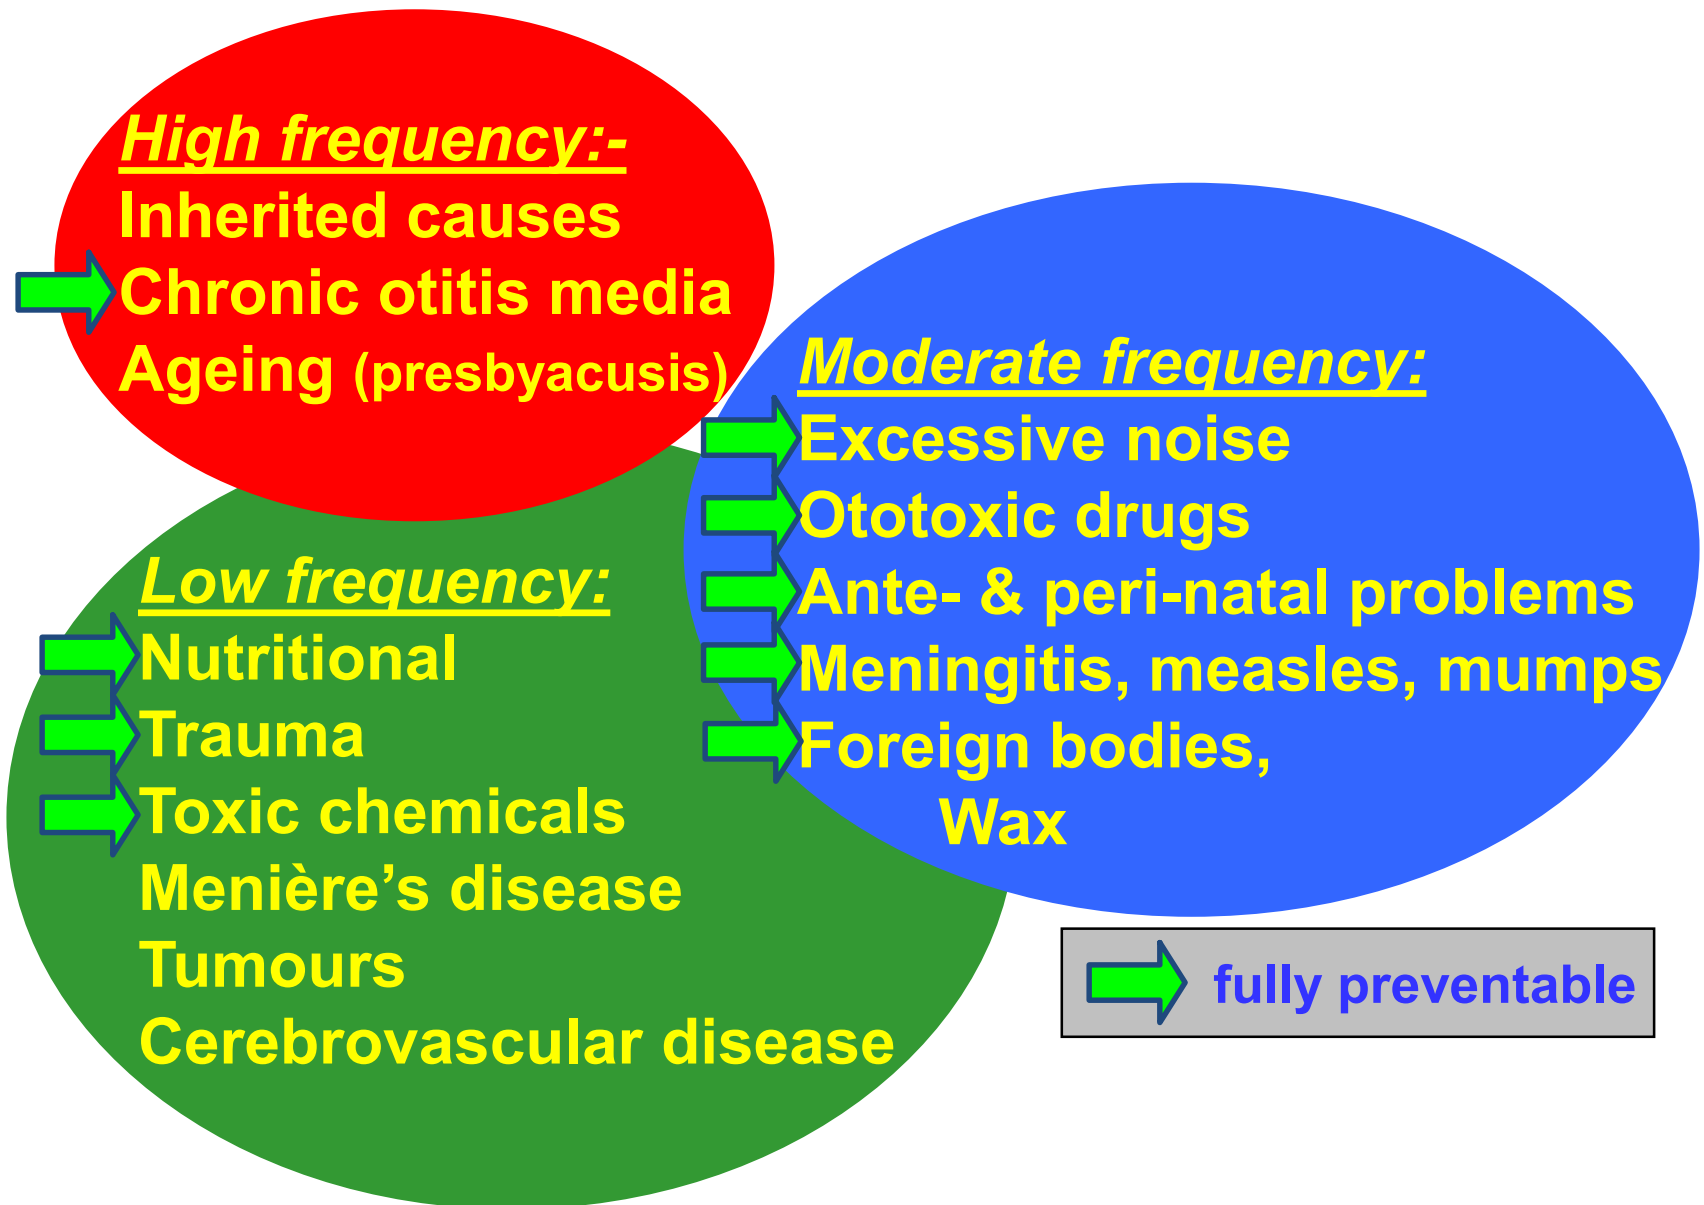 High frequency:-
Inherited causes
Chronic otitis media
Ageing (presbyacusis)
Moderate frequency:
Excessive noise
Ototoxic drugs
Ante- & peri-natal problems
Meningitis, measles, mumps
Foreign bodies,
Wax
Low frequency:
Nutritional
Trauma
Toxic chemicals
Menière’s disease
Tumours
Cerebrovascular disease
fully preventable